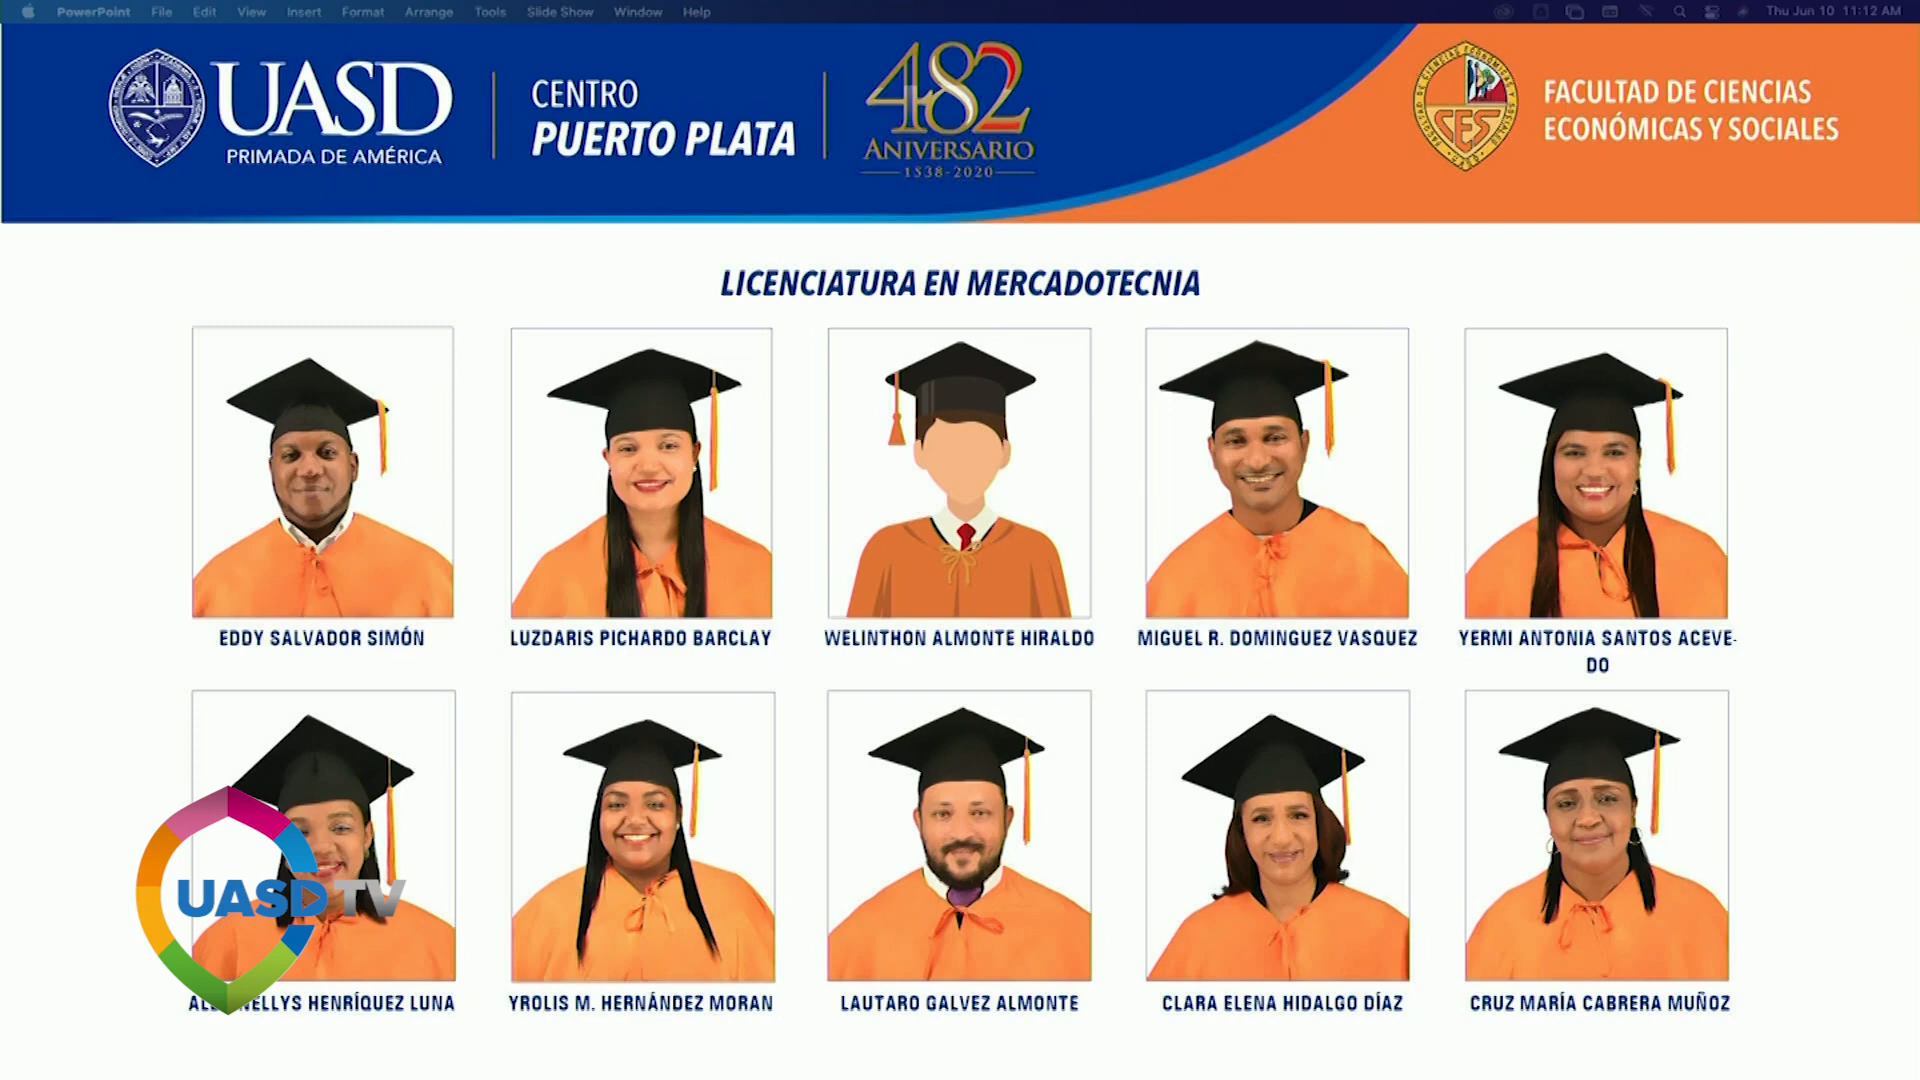 PowerPoint File Edit View Insert Format Arrange Tools Slide Show Window Help Thu Jun 10 11:12 AM
UASD
PRIMADA DE AMÉRICA
CENTRO
PUERTO PLATA
482
ANIVERSARIO
1538-2020
CES
FACULTAD DE CIENCIAS
ECONÓMICAS Y SOCIALES
LICENCIATURA EN MERCADOTECNIA
EDDY SALVADOR SIMÓN
LUZDARIS PICHARDO BARCLAY
WELINTHON ALMONTE HIRALDO
MIGUEL R. DOMINGUEZ VASQUEZ
YERMI ANTONIA SANTOS ACEVE-
DO
HENRÍQUEZ LUNA
YROLIS M. HERNÁNDEZ MORAN
LAUTARO GALVEZ ALMONTE
CLARA ELENA HIDALGO DÍAZ
CRUZ MARÍA CABRERA MUÑOZ
UASDTV